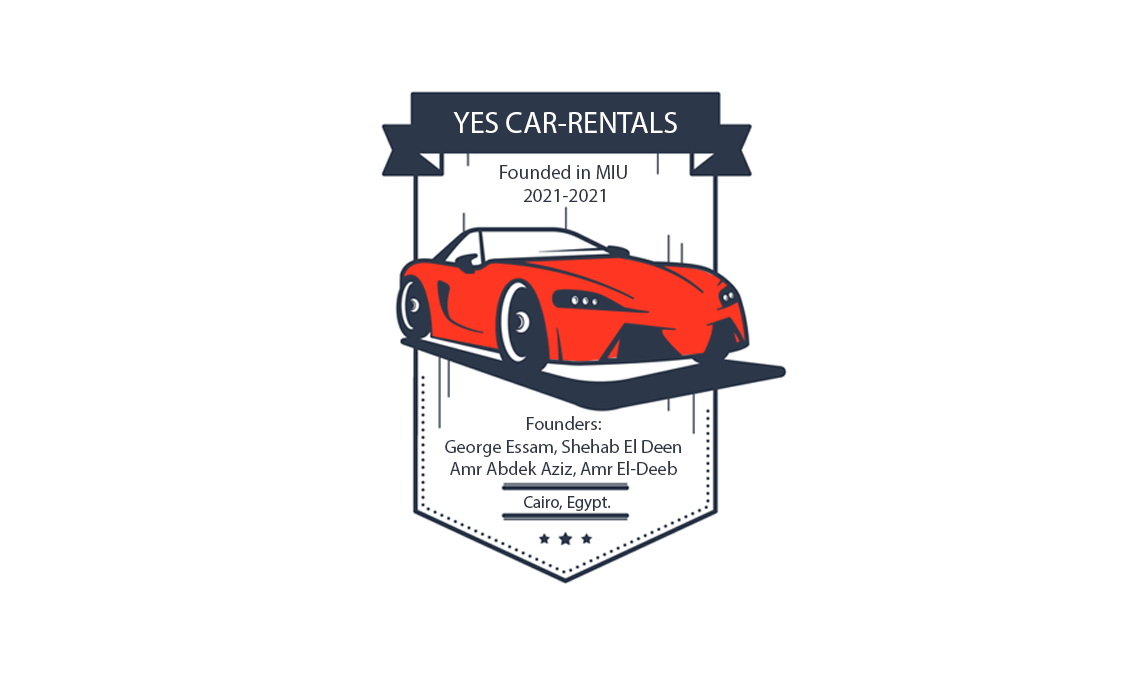 YES CAR-RENTALS
Founded in MIU
2021-2021
Founders:
George Essam, Shehab El Deen
Amr Abdek Aziz, Amr El-Deeb
Cairo, Egypt.